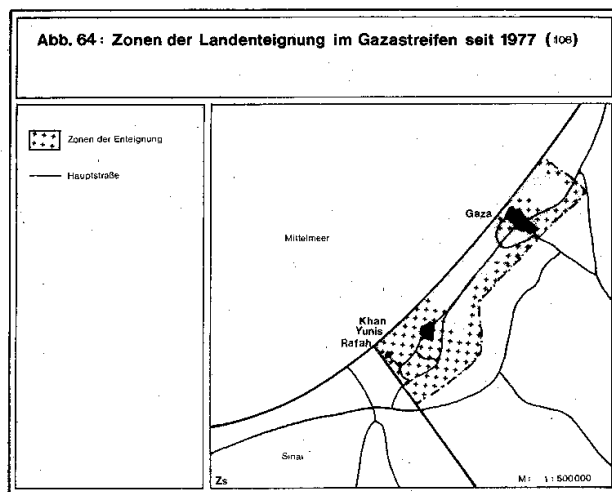 Abb. 64: Zonen der Landenteignung im Gazastreifen seit 1977 (106)
Zonen der Enteignung
Hauptstraße
Mittelmeer
Gaza
Khan
Yunis
Rafah
Sinai
Zs
M: 1:500000